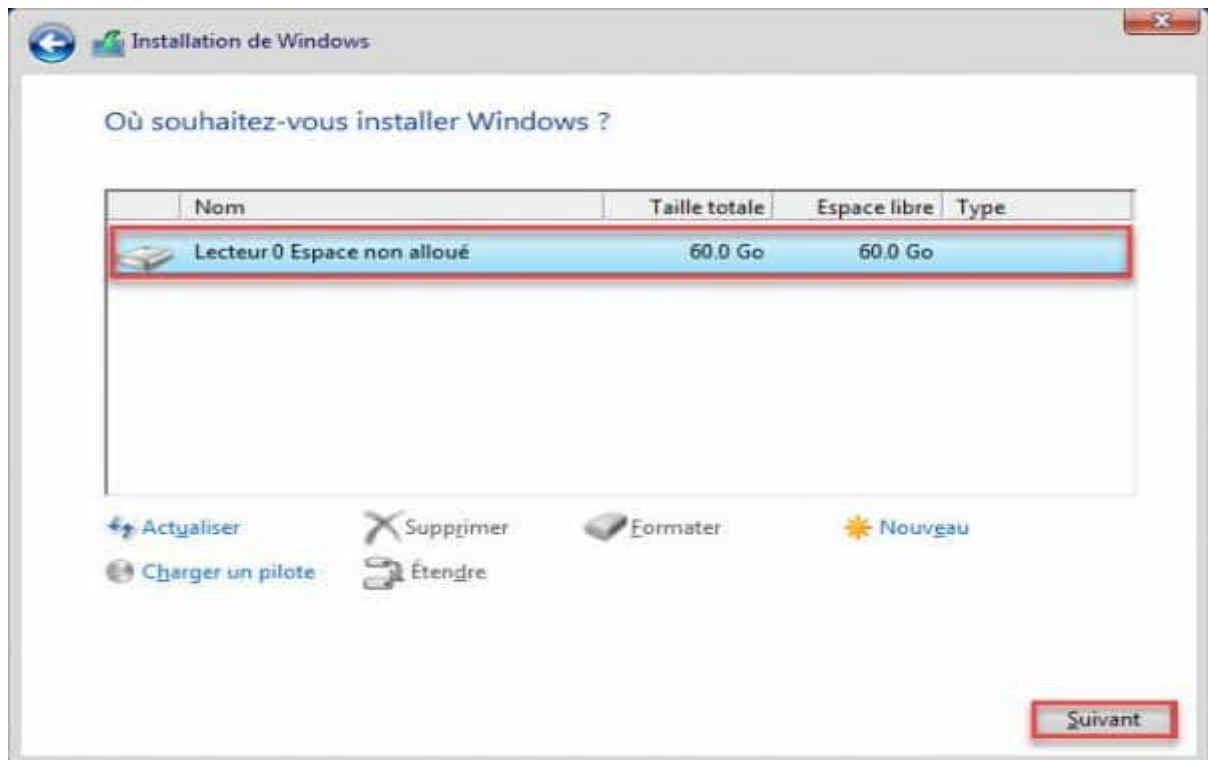 Installation de Windows
Où souhaitez-vous installer Windows ?
Nom Taille totale Espace libre Type
Lecteur 0 Espace non alloué 60.0 Go 60.0 Go
Actualiser Supprimer Formater Nouveau
Charger un pilote Étendre
Suivant